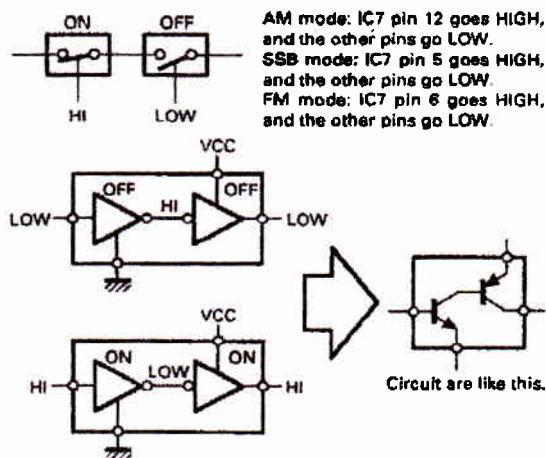 ON
OFF
HI
LOW
AM mode: IC7 pin 12 goes HIGH,
and the other pins go LOW.
SSB mode: IC7 pin 5 goes HIGH,
and the other pins go LOW.
FM mode: IC7 pin 6 goes HIGH,
and the other pins go LOW.
VCC
OFF
OFF
LOW
HI
LOW
VCC
ON
ON
HI
LOW
HI
Circuit are like this.